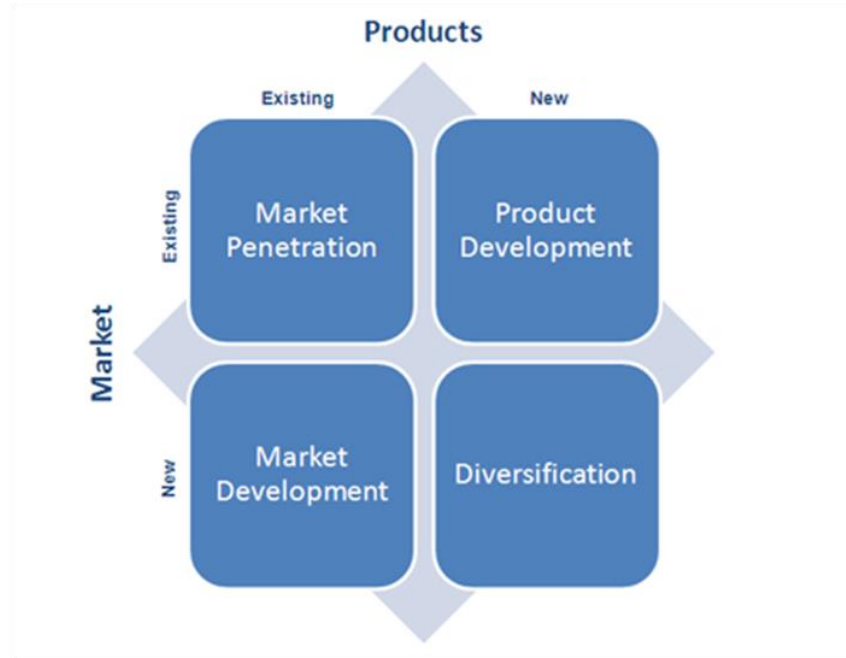 Products
Existing
New
Existing
Market
Penetration
Product
Development
Market
New
Market
Development
Diversification